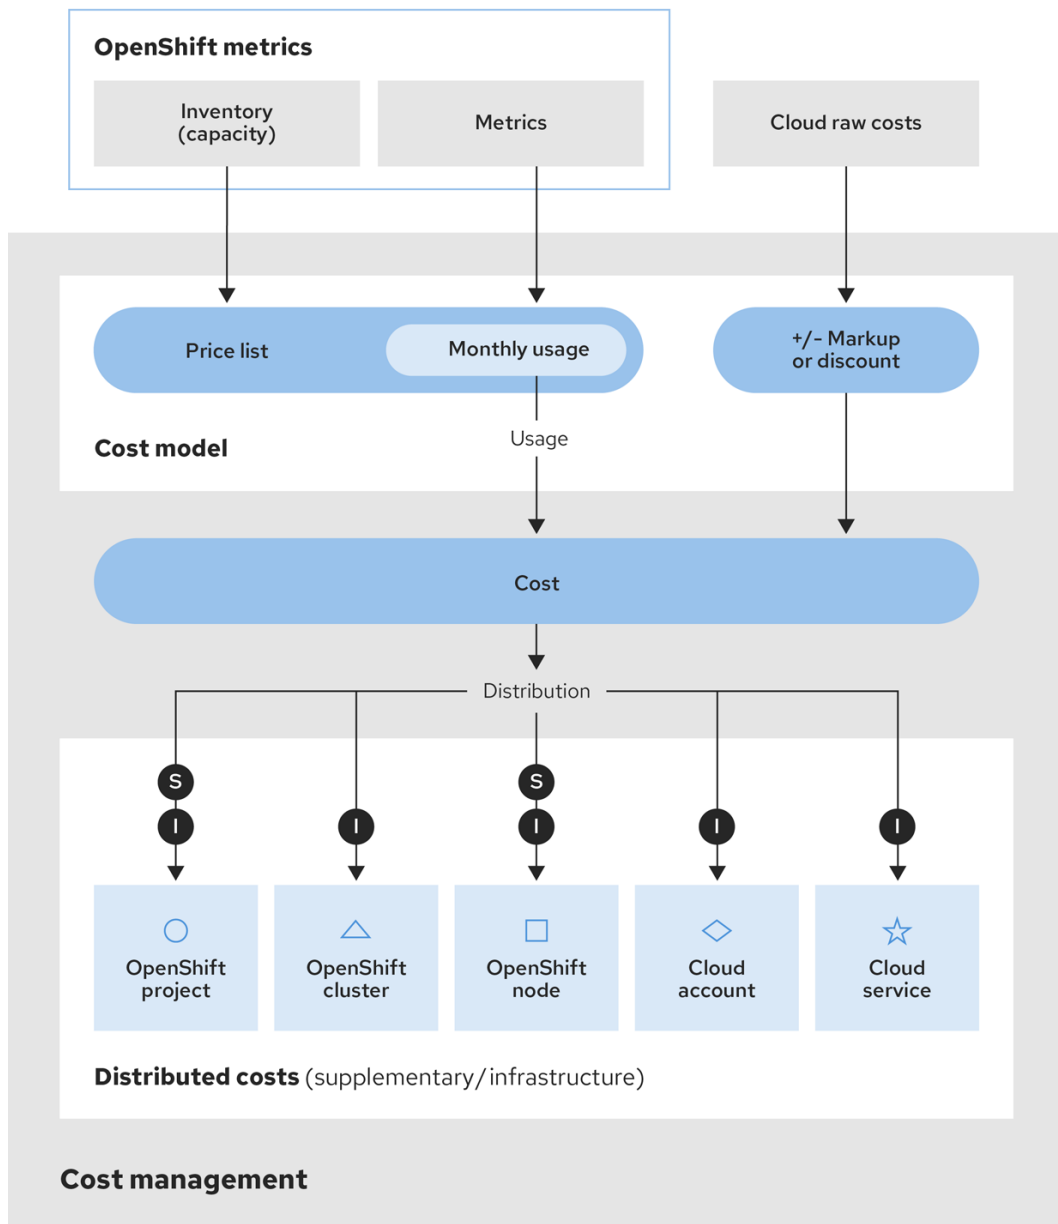 OpenShift metrics
Inventory
(capacity)
Metrics
Cloud raw costs
Price list
Monthly usage
+/- Markup
or discount
Usage
Cost model
Cost
Distribution
S
S
I
I
I
I
I
OpenShift
project
OpenShift
cluster
OpenShift
node
Cloud
account
Cloud
service
Distributed costs (supplementary/infrastructure)
Cost management